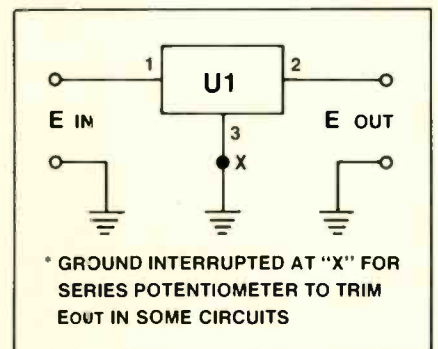 1 U1 2
E IN E OUT
3
X
* GROUND INTERRUPTED AT "X" FOR
SERIES POTENTIOMETER TO TRIM
EOUT IN SOME CIRCUITS